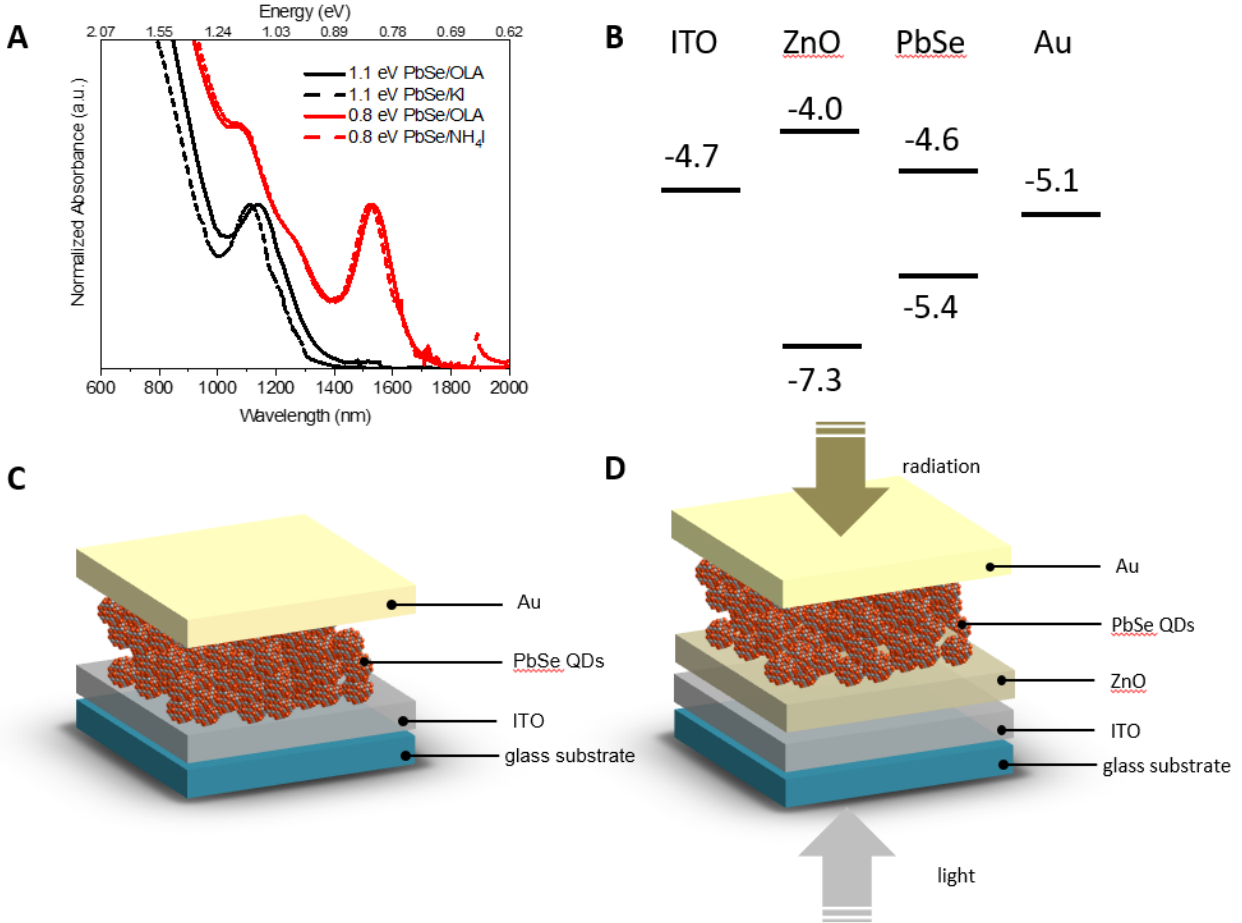 A
Energy (eV)
2.07 1.55 1.24 1.03 0.89 0.78 0.69 0.62
Normalized Absorbance (a.u.)
1.1 eV PbSe/OLA
1.1 eV PbSe/KI
0.8 eV PbSe/OLA
0.8 eV PbSe/NH₄I
600 800 1000 1200 1400 1600 1800 2000
Wavelength (nm)
B
ITO ZnO PbSe Au
-4.0
-4.7
-4.6
-5.1
-5.4
-7.3
C
Au
PbSe QDs
ITO
glass substrate
D
radiation
Au
PbSe QDs
ZnO
ITO
glass substrate
light